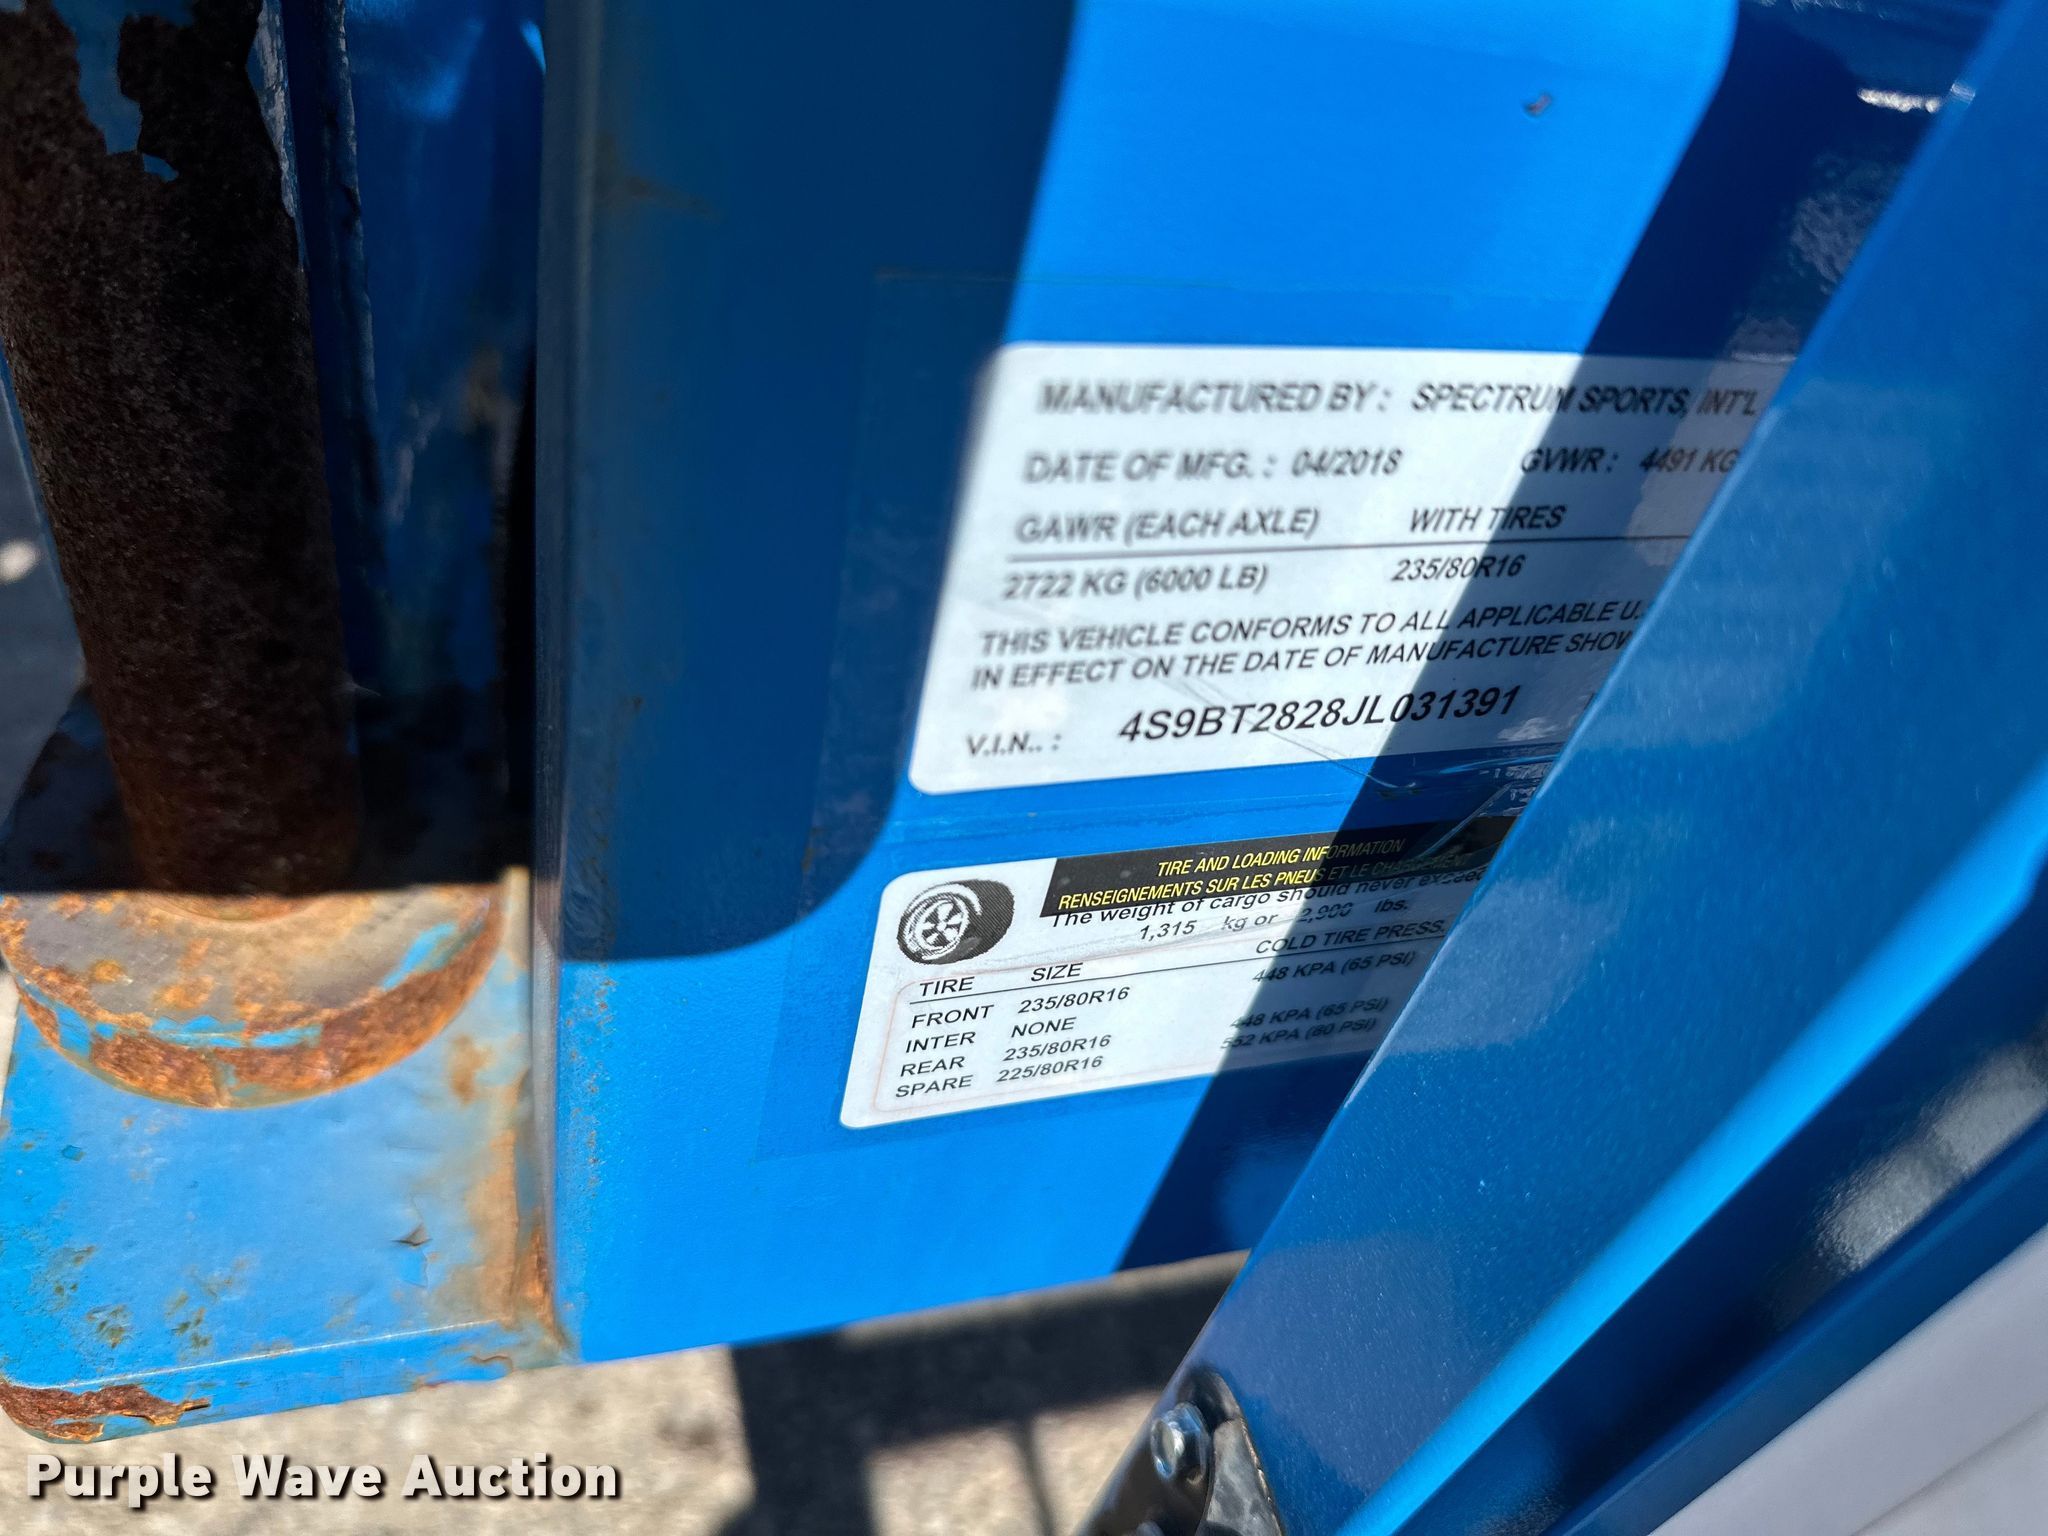 MANUFACTURED BY : SPECTRUM SPORTS, INT'L
DATE OF MFG. : 04/2018 GVWR : 4491 KG
GAWR (EACH AXLE) WITH TIRES
2722 KG (6000 LB) 235/80R16
THIS VEHICLE CONFORMS TO ALL APPLICABLE U.
IN EFFECT ON THE DATE OF MANUFACTURE SHOW
V.I.N.. : 4S9BT2828JL031391
TIRE AND LOADING INFORMATION
RENSEIGNEMENTS SUR LES PNEUS ET LE CHARGEMENT
The weight of cargo should never exceed
1,315 kg or 2,900 lbs.
TIRE SIZE COLD TIRE PRESS.
FRONT 235/80R16 448 KPA (65 PSI)
INTER NONE
REAR 235/80R16 448 KPA (65 PSI)
SPARE 225/80R16 552 KPA (80 PSI)
Purple Wave Auction